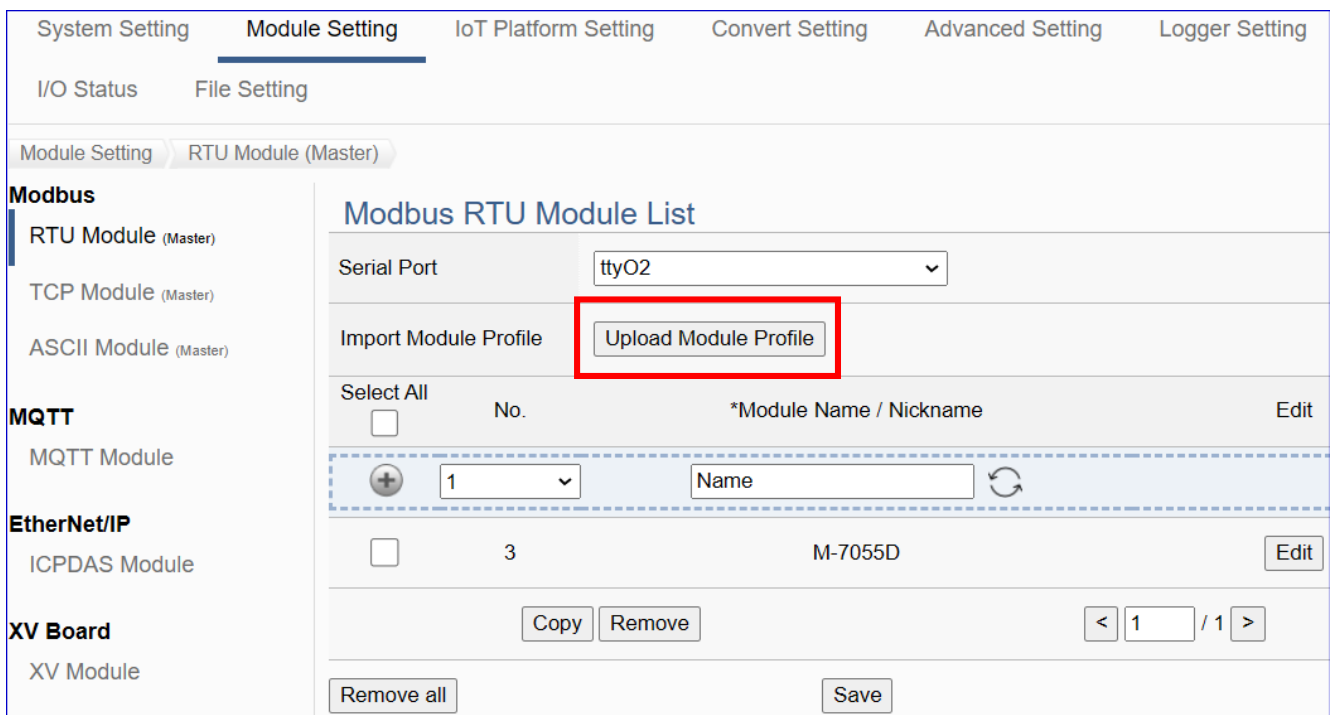 System Setting Module Setting IoT Platform Setting Convert Setting Advanced Setting Logger Setting
I/O Status File Setting
Module Setting RTU Module (Master)
Modbus
RTU Module (Master)
TCP Module (Master)
ASCII Module (Master)
MQTT
MQTT Module
EtherNet/IP
ICPDAS Module
XV Board
XV Module
Modbus RTU Module List
Serial Port ttyO2
Import Module Profile Upload Module Profile
Select All No. *Module Name / Nickname Edit
1 Name
3 M-7055D Edit
Copy Remove < 1 / 1 >
Remove all Save